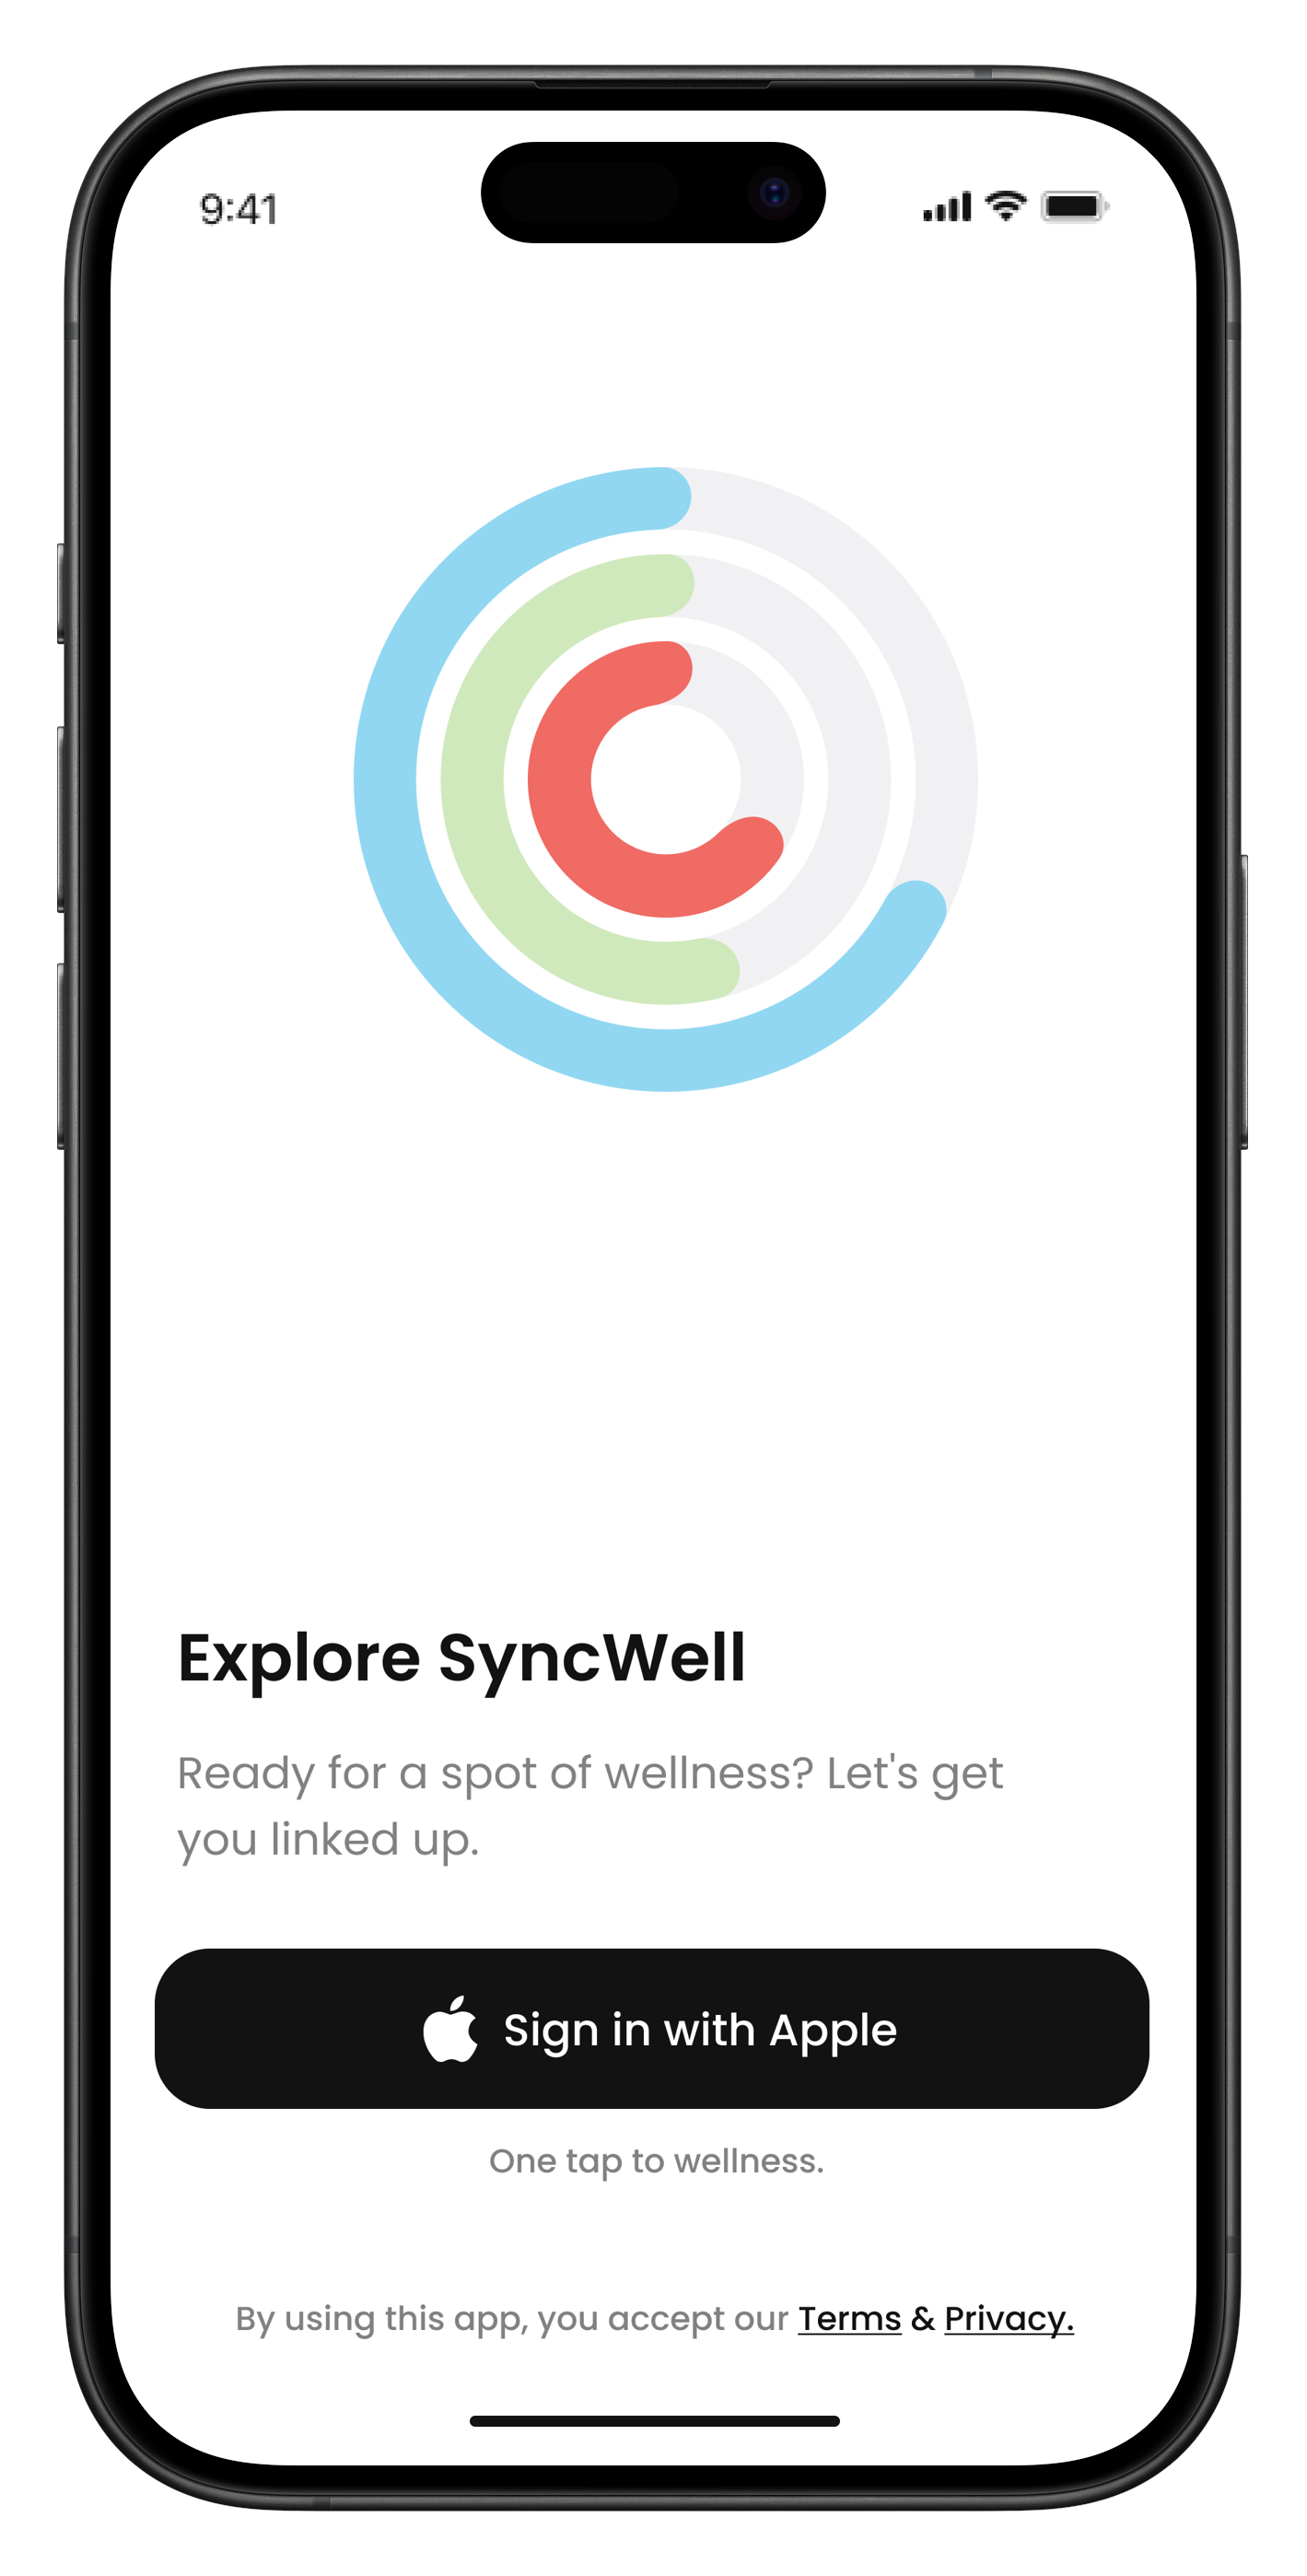 9:41
Explore SyncWell
Ready for a spot of wellness? Let's get
you linked up.
Sign in with Apple
One tap to wellness.
By using this app, you accept our Terms & Privacy.